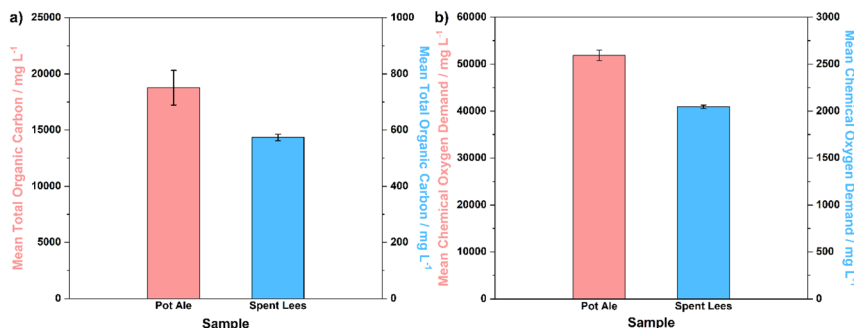 a)
Mean Total Organic Carbon / mg L⁻¹
25000
20000
15000
10000
5000
0
Pot Ale
Spent Lees
Sample
1000
800
600
400
200
0
Mean Total Organic Carbon / mg L⁻¹
b)
Mean Chemical Oxygen Demand / mg L⁻¹
60000
50000
40000
30000
20000
10000
0
Pot Ale
Spent Lees
Sample
3000
2500
2000
1500
1000
500
0
Mean Chemical Oxygen Demand / mg L⁻¹